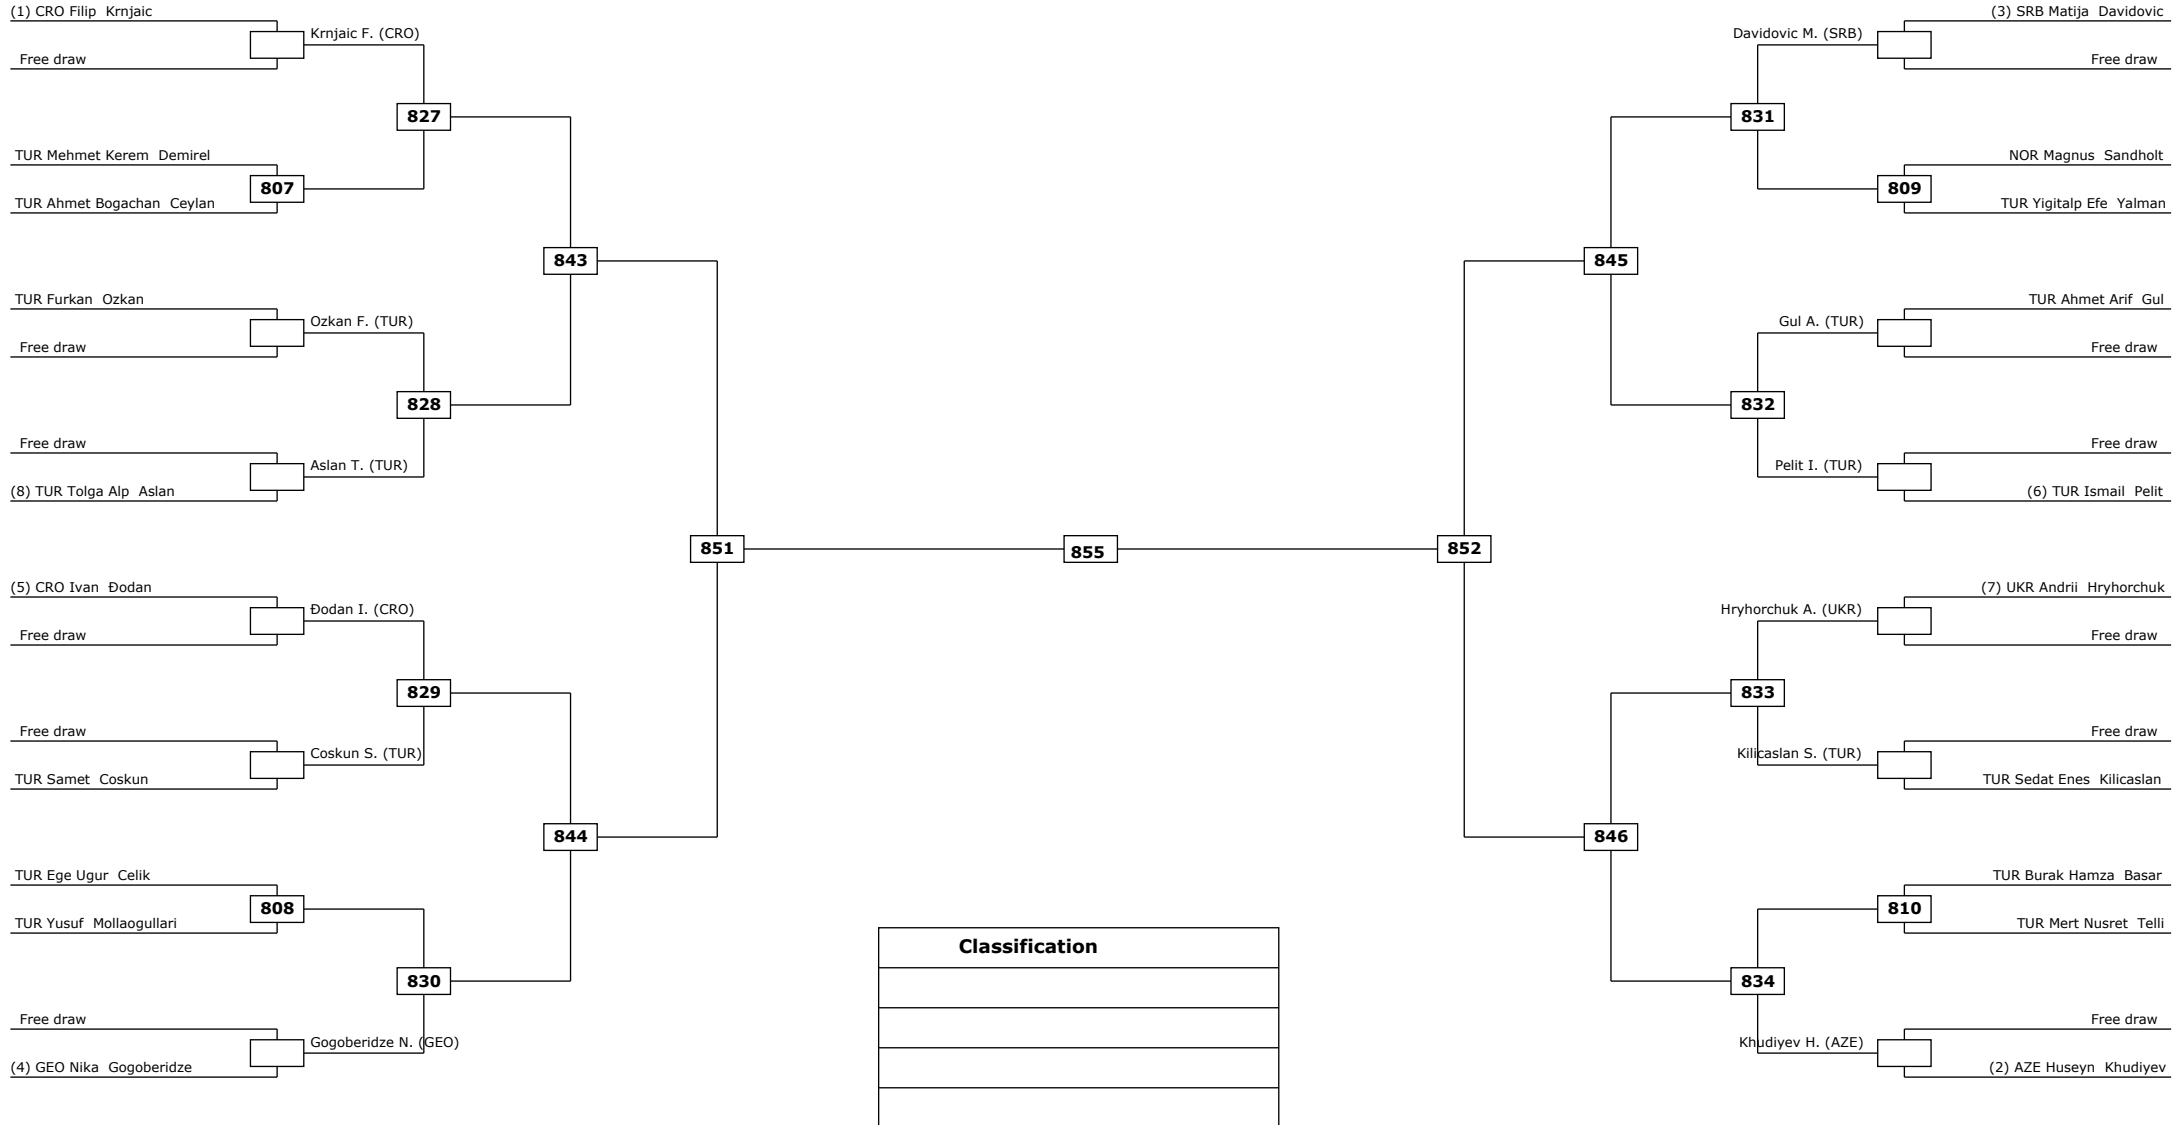 (1) CRO Filip Krnjaic
Krnjaic F. (CRO)
Free draw
827
TUR Mehmet Kerem Demirel
807
TUR Ahmet Bogachan Ceylan
843
TUR Furkan Ozkan
Ozkan F. (TUR)
Free draw
828
Free draw
Aslan T. (TUR)
(8) TUR Tolga Alp Aslan
851
(5) CRO Ivan Đodan
Đodan I. (CRO)
Free draw
829
Free draw
Coskun S. (TUR)
TUR Samet Coskun
844
TUR Ege Ugur Celik
808
TUR Yusuf Mollaogullari
830
Free draw
Gogoberidze N. (GEO)
(4) GEO Nika Gogoberidze
855
(3) SRB Matija Davidovic
Davidovic M. (SRB)
Free draw
831
NOR Magnus Sandholt
809
TUR Yigitalp Efe Yalman
845
TUR Ahmet Arif Gul
Gul A. (TUR)
Free draw
832
Free draw
Pelit I. (TUR)
(6) TUR Ismail Pelit
852
(7) UKR Andrii Hryhorchuk
Hryhorchuk A. (UKR)
Free draw
833
Free draw
Kilicaslan S. (TUR)
TUR Sedat Enes Kilicaslan
846
TUR Burak Hamza Basar
810
TUR Mert Nusret Telli
834
Free draw
Khudiyev H. (AZE)
(2) AZE Huseyn Khudiyev
Classification